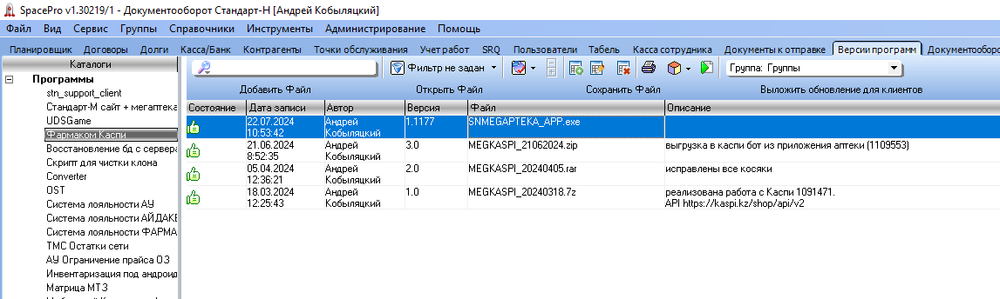 SpacePro v1.30219/1 - Документооборот Стандарт-Н [Андрей Кобыляцкий]
Файл Вид Сервис Группы Справочники Инструменты Администрирование Помощь
Планировщик Договоры Долги Касса/Банк Контрагенты Точки обслуживания Учет работ SRQ Пользователи Табель Касса сотрудника Документы к отправке Версии программ Документообор
Каталоги
Фильтр не задан
Группа: Группы
Программы
stn_support_client
Стандарт-М сайт + мегаптека
UDSGame
Фармаком Каспи
Восстановление бд с сервера
Скрипт для чистки клона
Converter
OST
Система лояльности АУ
Система лояльности АЙДАКЕ
Система лояльности ФАРМА
ТМС Остатки сети
АУ Ограничение прайса ОЗ
Инвентаризация под андроид
Матрица МТЗ
Добавить Файл Открыть Файл Сохранить Файл Выложить обновление для клиентов
Состояние Дата записи Автор Версия Файл Описание
22.07.2024 Андрей 1.1177 SNMEGAPTEKA_APP.exe
10:53:42 Кобыляцкий
21.06.2024 Андрей 3.0 MEGKASPI_21062024.zip выгрузка в каспи бот из приложения аптеки (1109553)
8:52:35 Кобыляцкий
05.04.2024 Андрей 2.0 MEGKASPI_20240405.rar исправлены все косяки
12:36:21 Кобыляцкий
18.03.2024 Андрей 1.0 MEGKASPI_20240318.7z реализована работа с Каспи 1091471.
12:25:43 Кобыляцкий API https://kaspi.kz/shop/api/v2